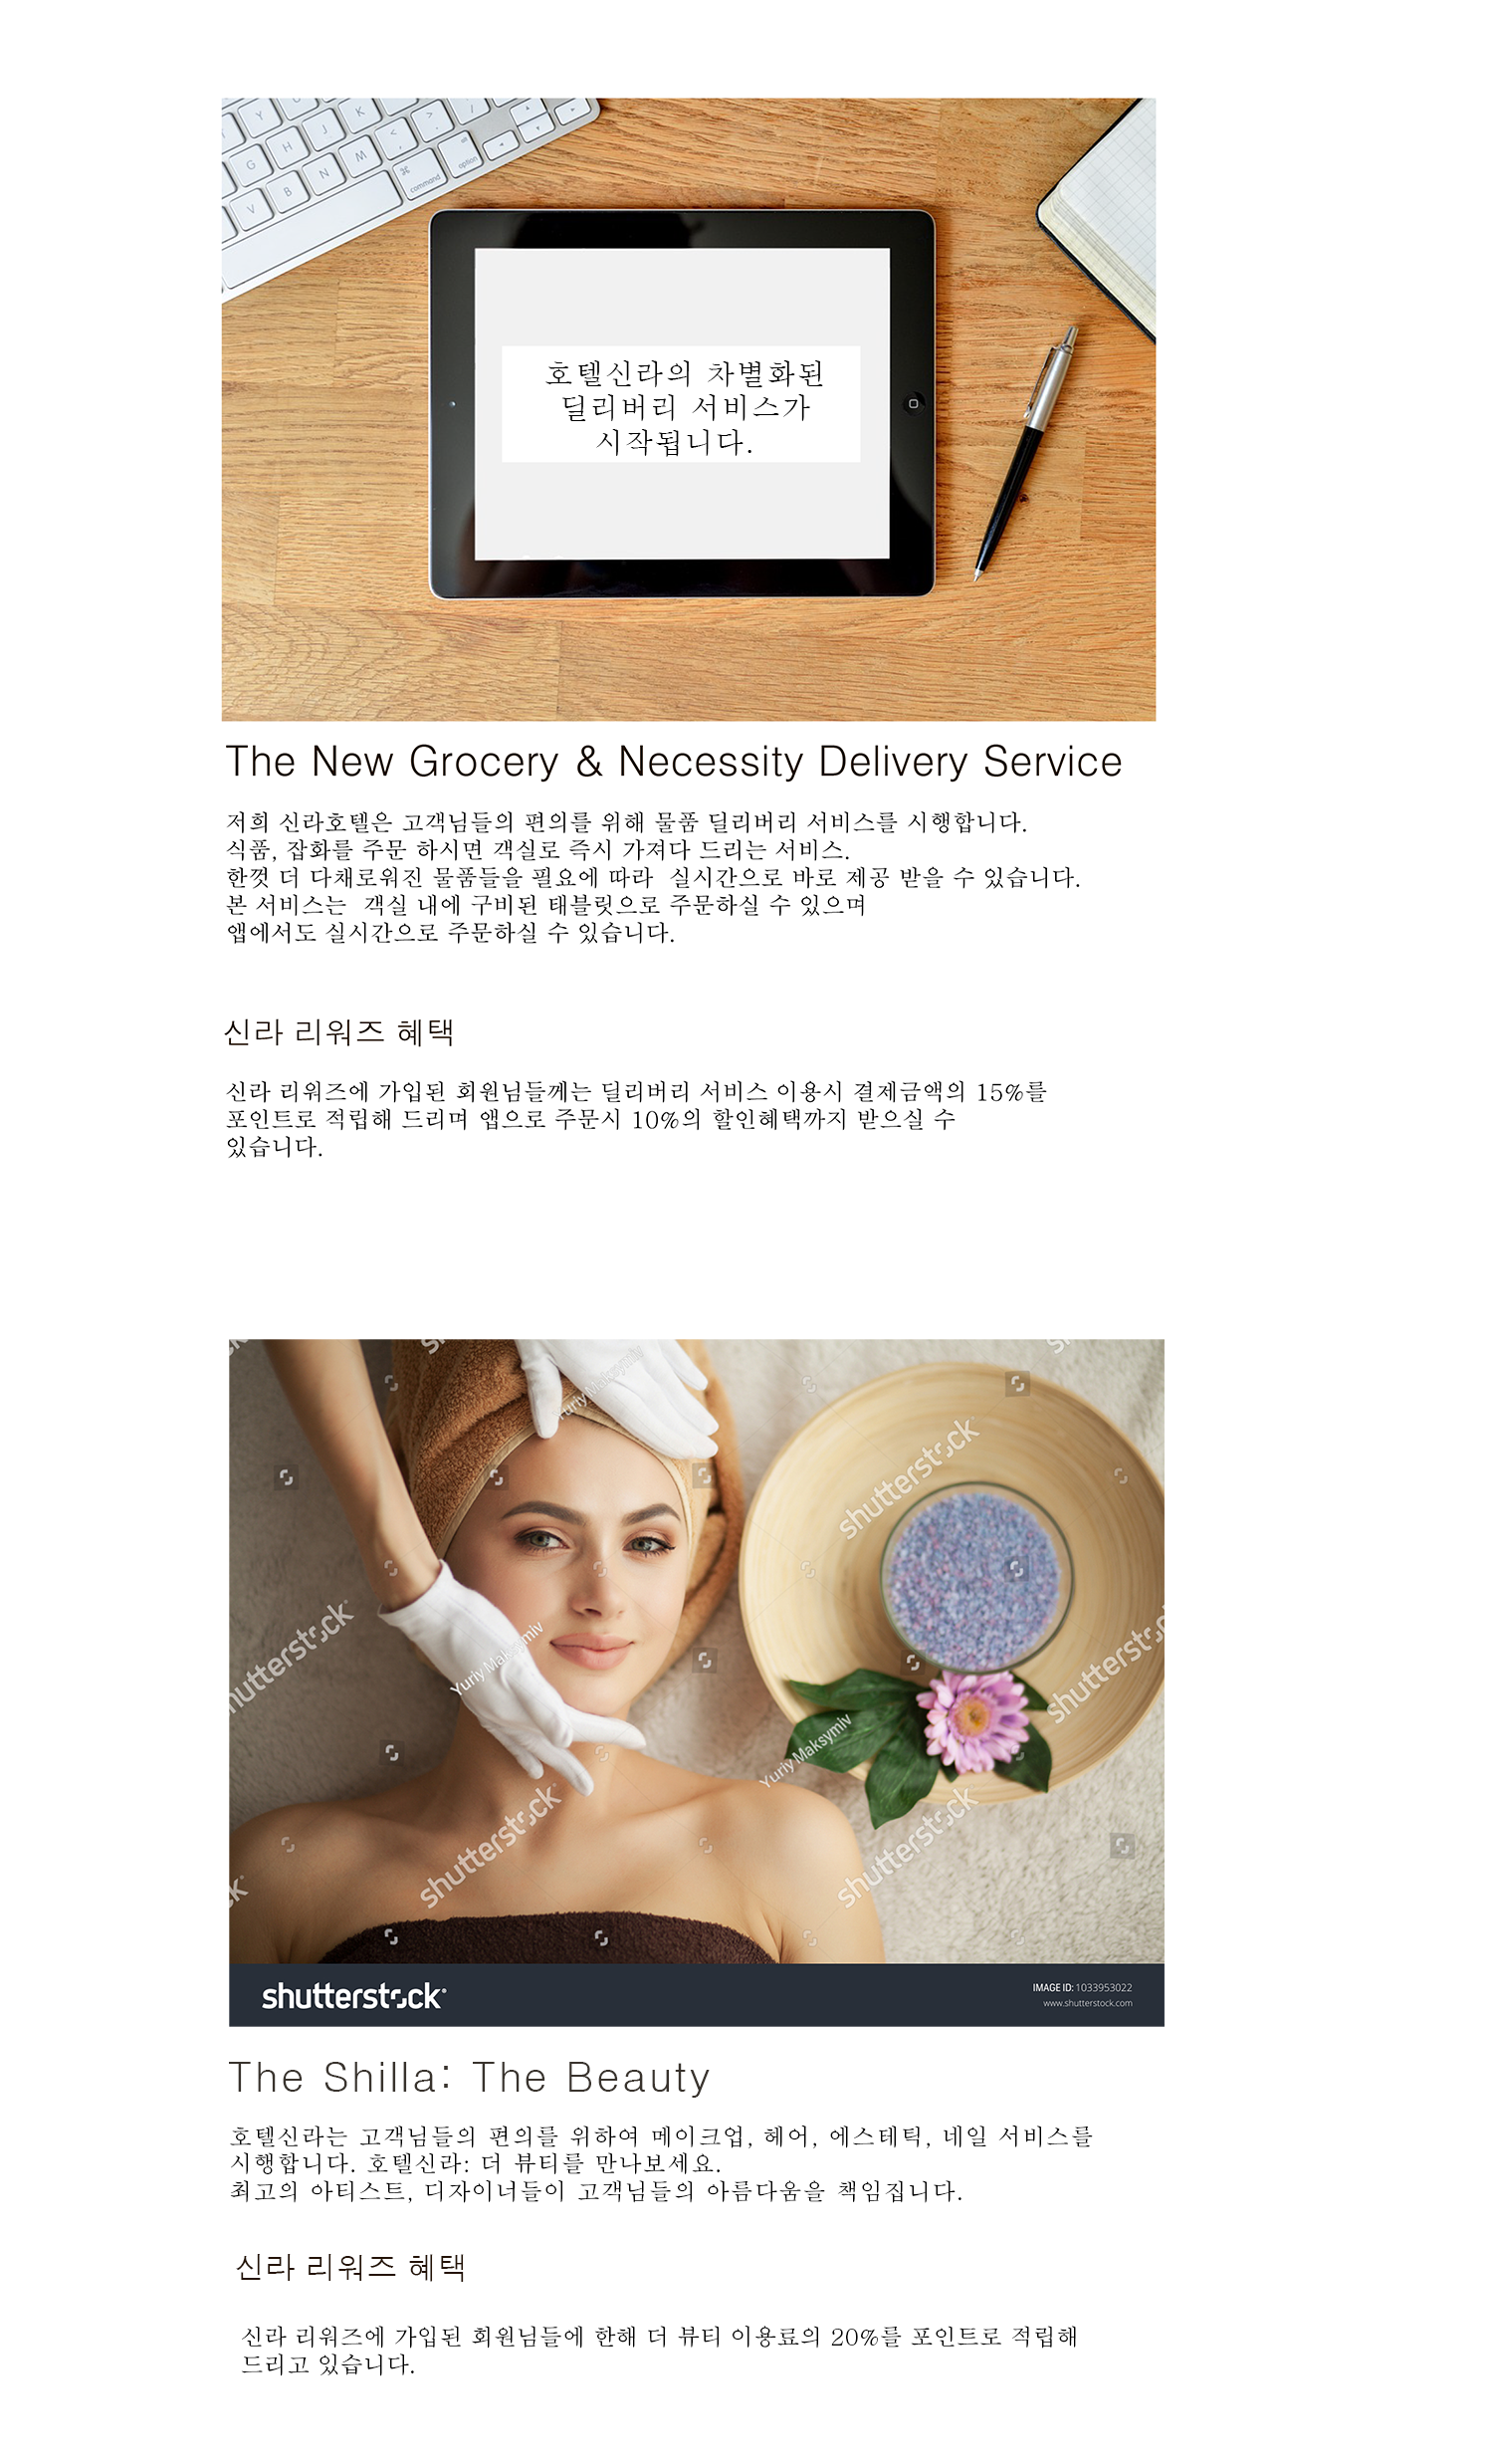 Y
K
G
H
J
<
,
>
.
/
V
B
N
M
⌘
command
alt
option
호텔신라의 차별화된
딜리버리 서비스가
시작됩니다.
The New Grocery & Necessity Delivery Service
저희 신라호텔은 고객님들의 편의를 위해 물품 딜리버리 서비스를 시행합니다.
식품, 잡화를 주문 하시면 객실로 즉시 가져다 드리는 서비스.
한껏 더 다채로워진 물품들을 필요에 따라 실시간으로 바로 제공 받을 수 있습니다.
본 서비스는 객실 내에 구비된 태블릿으로 주문하실 수 있으며
앱에서도 실시간으로 주문하실 수 있습니다.
신라 리워즈 혜택
신라 리워즈에 가입된 회원님들께는 딜리버리 서비스 이용시 결제금액의 15%를
포인트로 적립해 드리며 앱으로 주문시 10%의 할인혜택까지 받으실 수
있습니다.
Yuriy Maksymiv
shutterstock
shutterstock
Yuriy Maksymiv
shutterstock
Yuriy Maksymiv
shutterstock
shutterstock
shutterstock
IMAGE ID: 1033953022
www.shutterstock.com
The Shilla: The Beauty
호텔신라는 고객님들의 편의를 위하여 메이크업, 헤어, 에스테틱, 네일 서비스를
시행합니다. 호텔신라: 더 뷰티를 만나보세요.
최고의 아티스트, 디자이너들이 고객님들의 아름다움을 책임집니다.
신라 리워즈 혜택
신라 리워즈에 가입된 회원님들에 한해 더 뷰티 이용료의 20%를 포인트로 적립해
드리고 있습니다.